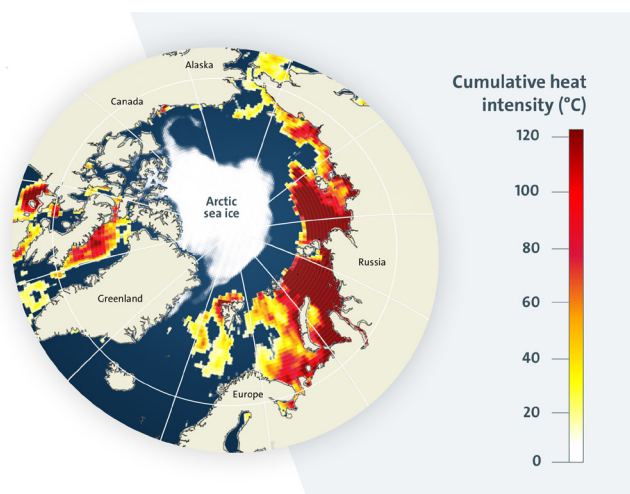 Alaska
Canada
Cumulative heat
intensity (°C)
120
100
80
60
40
20
0
Arctic
sea ice
Russia
Greenland
Europe